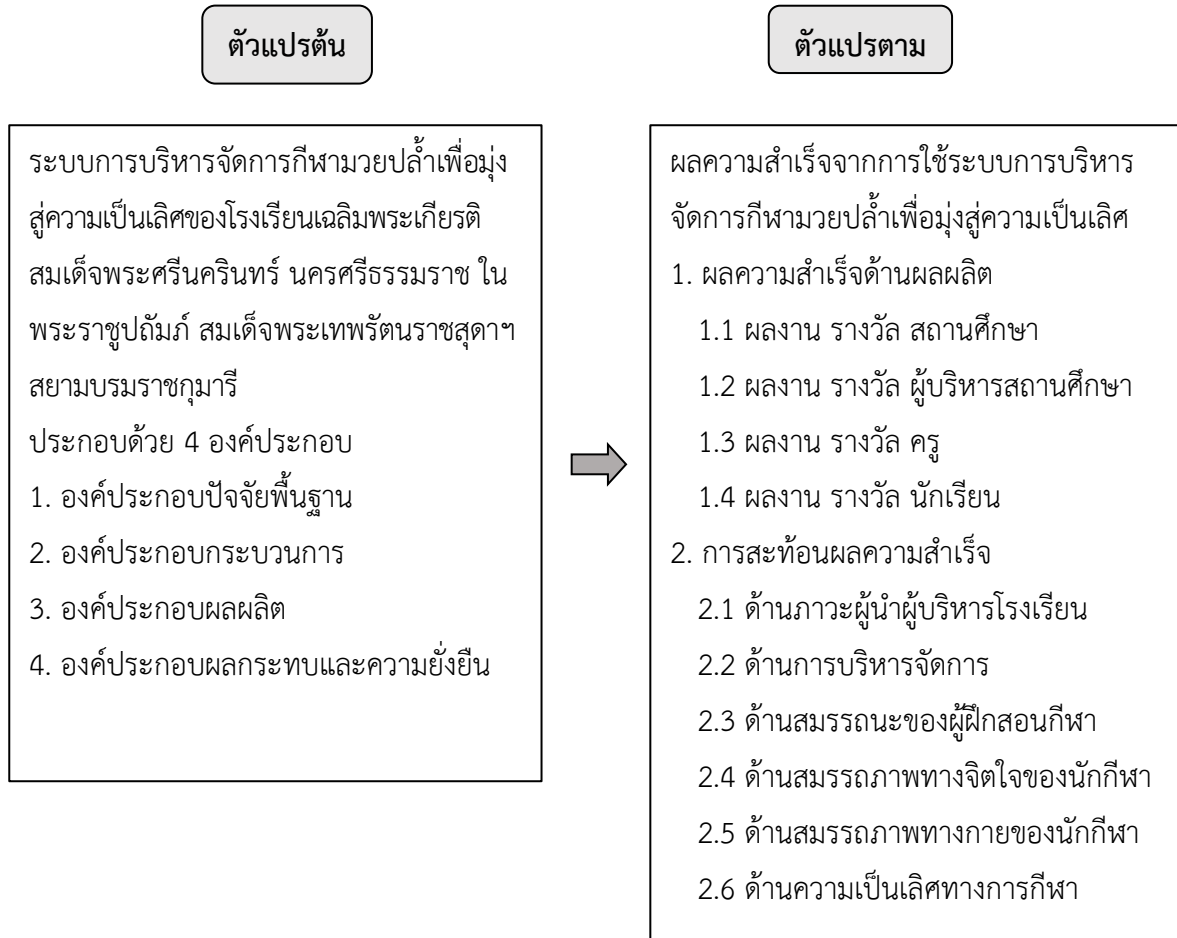 ตัวแปรต้น
ตัวแปรตาม
ระบบการบริหารจัดการกีฬามวยปล้ำเพื่อมุ่ง
สู่ความเป็นเลิศของโรงเรียนเฉลิมพระเกียรติ
สมเด็จพระศรีนครินทร์ นครศรีธรรมราช ใน
พระราชูปถัมภ์ สมเด็จพระเทพรัตนราชสุดาฯ
สยามบรมราชกุมารี
ประกอบด้วย 4 องค์ประกอบ
1. องค์ประกอบปัจจัยพื้นฐาน
2. องค์ประกอบกระบวนการ
3. องค์ประกอบผลผลิต
4. องค์ประกอบผลกระทบและความยั่งยืน
ผลความสำเร็จจากการใช้ระบบการบริหาร
จัดการกีฬามวยปล้ำเพื่อมุ่งสู่ความเป็นเลิศ
1. ผลความสำเร็จด้านผลผลิต
1.1 ผลงาน รางวัล สถานศึกษา
1.2 ผลงาน รางวัล ผู้บริหารสถานศึกษา
1.3 ผลงาน รางวัล ครู
1.4 ผลงาน รางวัล นักเรียน
2. การสะท้อนผลความสำเร็จ
2.1 ด้านภาวะผู้นำผู้บริหารโรงเรียน
2.2 ด้านการบริหารจัดการ
2.3 ด้านสมรรถนะของผู้ฝึกสอนกีฬา
2.4 ด้านสมรรถภาพทางจิตใจของนักกีฬา
2.5 ด้านสมรรถภาพทางกายของนักกีฬา
2.6 ด้านความเป็นเลิศทางการกีฬา